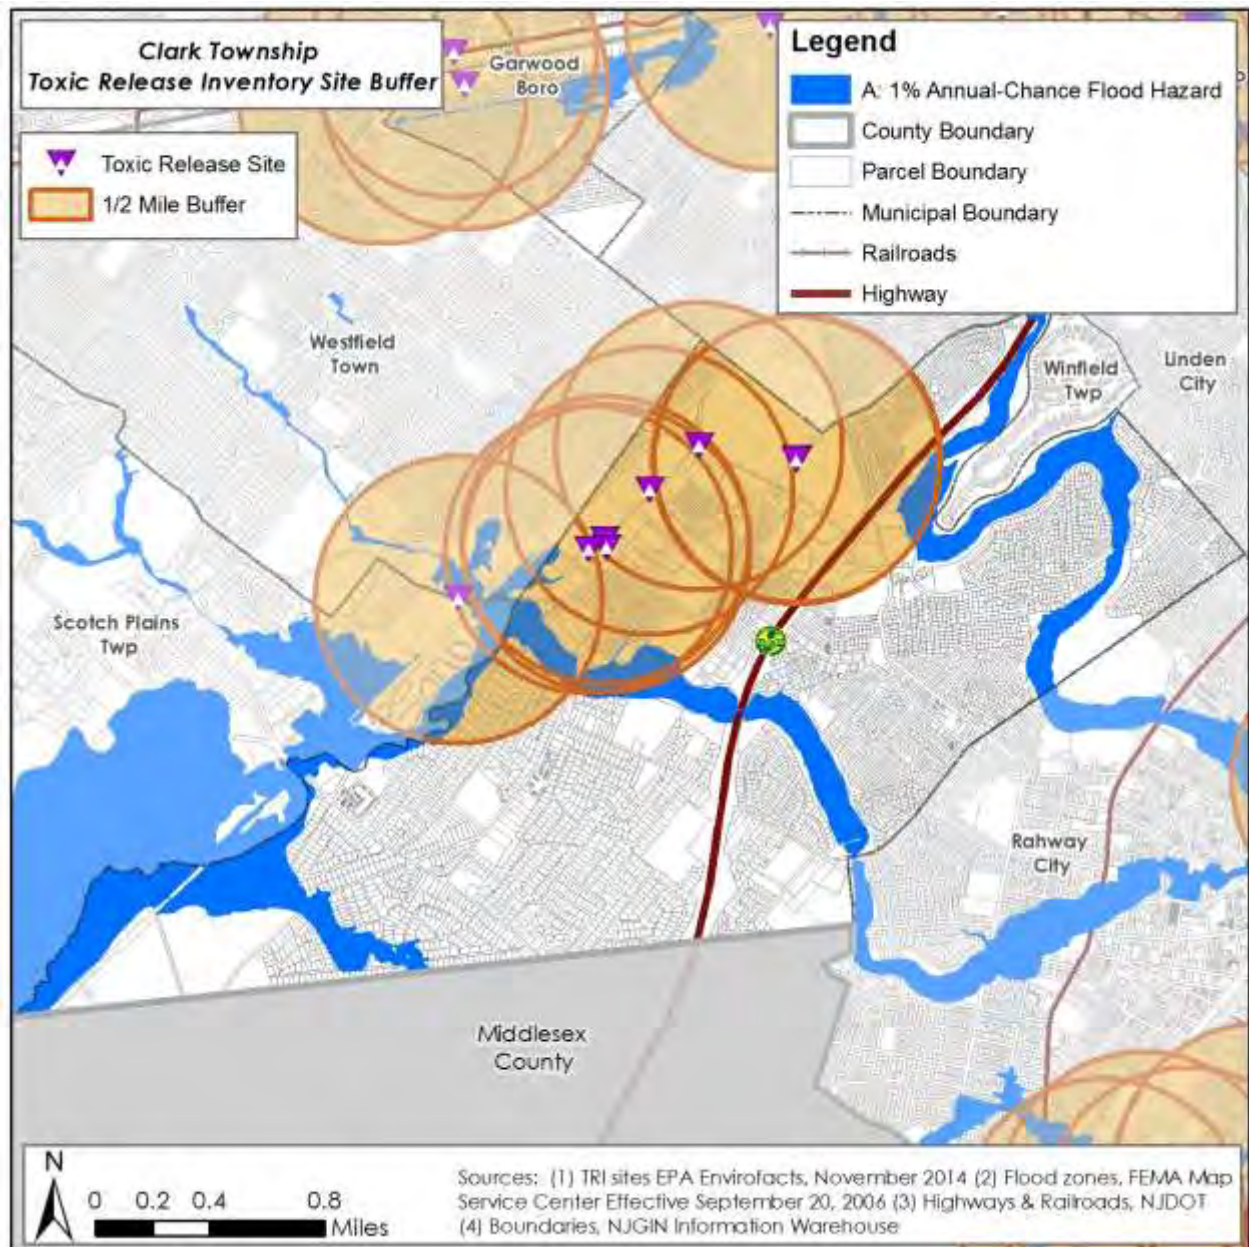 Clark Township
Toxic Release Inventory Site Buffer
Toxic Release Site
1/2 Mile Buffer
Legend
A: 1% Annual-Chance Flood Hazard
County Boundary
Parcel Boundary
Municipal Boundary
Railroads
Highway
Garwood
Boro
Westfield
Town
Winfield
Twp
Linden
City
Scotch Plains
Twp
Rahway
City
Middlesex
County
N
0 0.2 0.4 0.8
Miles
Sources: (1) TRI sites EPA Envirofacts, November 2014 (2) Flood zones, FEMA Map
Service Center Effective September 20, 2006 (3) Highways & Railroads, NJDOT
(4) Boundaries, NJGIN Information Warehouse